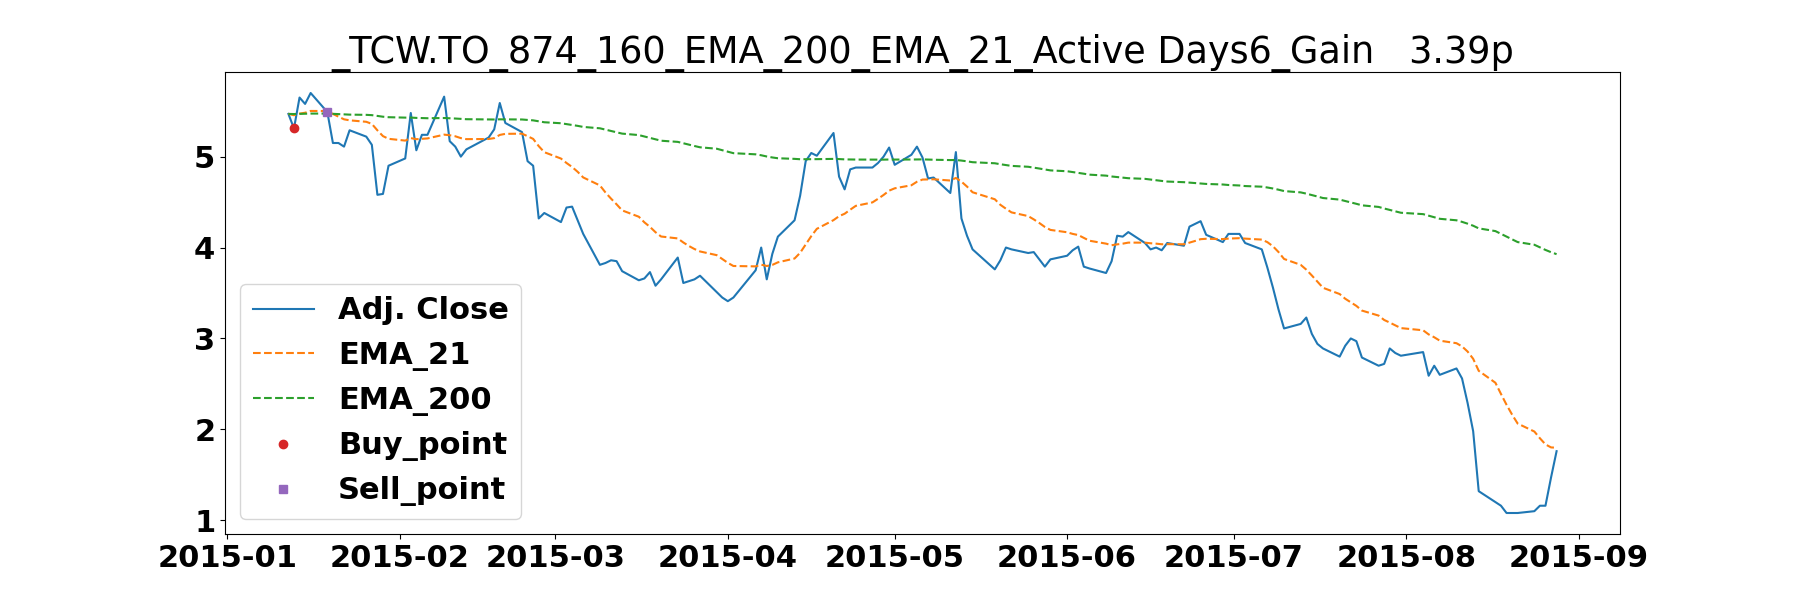 _TCW.TO_874_160_EMA_200_EMA_21_Active Days6_Gain   3.39p
5
4
3
2
1
Adj. Close
EMA_21
EMA_200
Buy_point
Sell_point
2015-01 2015-02 2015-03 2015-04 2015-05 2015-06 2015-07 2015-08 2015-09